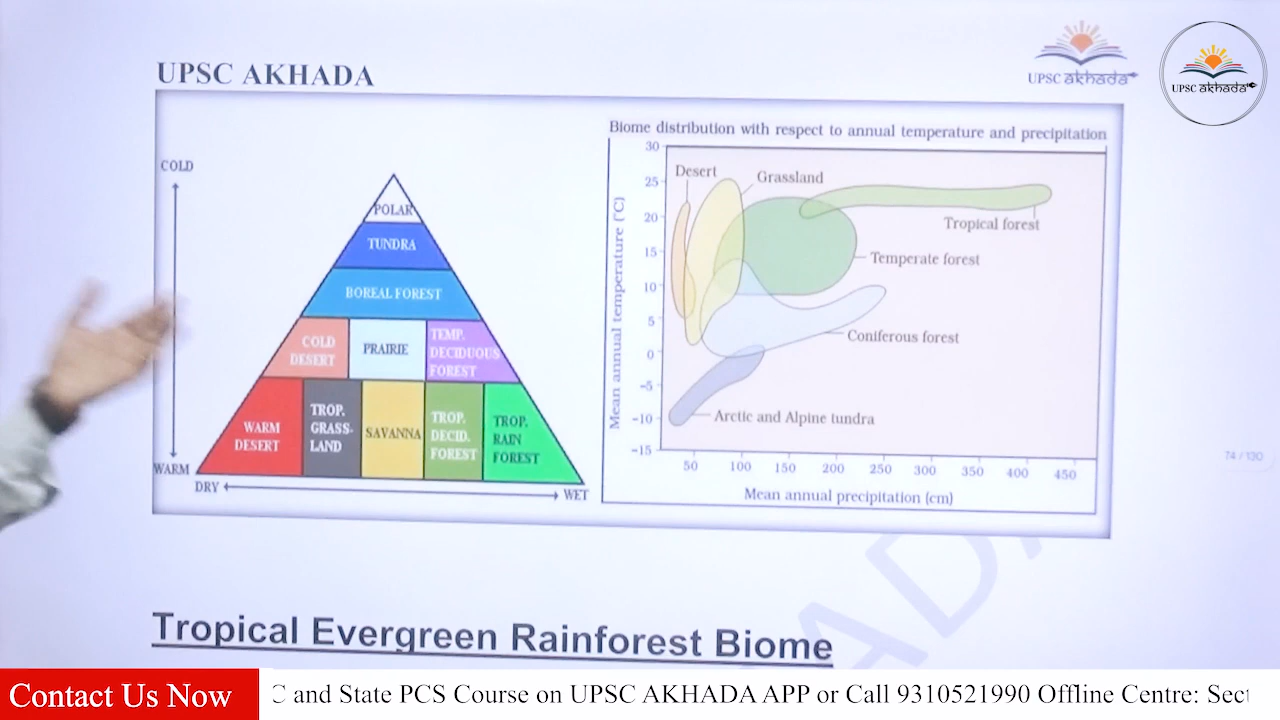 UPSC AKHADA
UPSC akhada
UPSC akhada
COLD
WARM
DRY
WET
POLAR
TUNDRA
BOREAL FOREST
COLD
DESERT
PRAIRIE
TEMP.
DECIDUOUS
FOREST
WARM
DESERT
TROP.
GRASS-
LAND
SAVANNA
TROP.
DECID.
FOREST
TROP.
RAIN
FOREST
Biome distribution with respect to annual temperature and precipitation
Mean annual temperature (°C)
30
25
20
15
10
5
0
-5
-10
-15
Desert
Grassland
Tropical forest
Temperate forest
Coniferous forest
Arctic and Alpine tundra
50 100 150 200 250 300 350 400 450
Mean annual precipitation (cm)
74 / 130
Tropical Evergreen Rainforest Biome
Contact Us Now
C and State PCS Course on UPSC AKHADA APP or Call 9310521990 Offline Centre: Sect